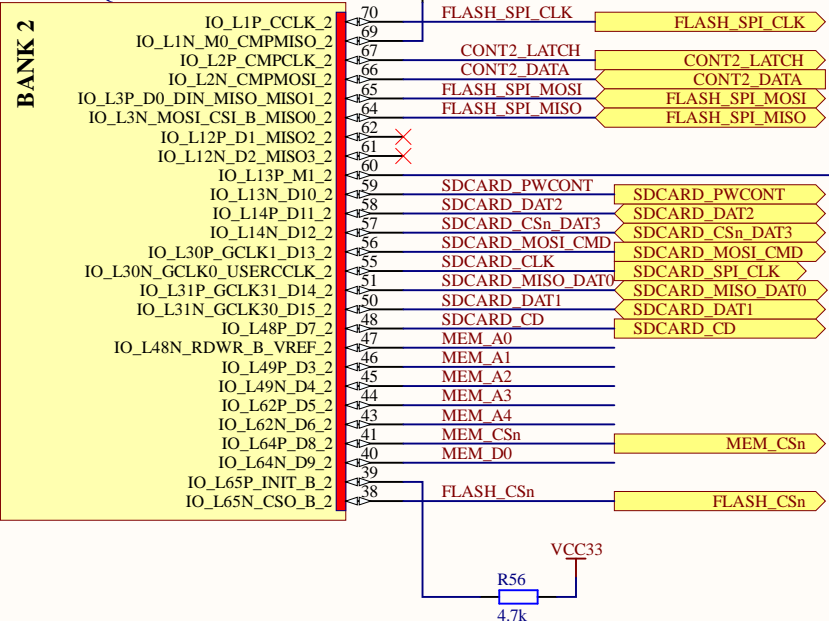 BANK 2
IO_L1P_CCLK_2 70 FLASH_SPI_CLK FLASH_SPI_CLK
IO_L1N_M0_CMPMISO_2 69
IO_L2P_CMPCLK_2 67 CONT2_LATCH CONT2_LATCH
IO_L2N_CMPMOSI_2 66 CONT2_DATA CONT2_DATA
IO_L3P_D0_DIN_MISO_MISO1_2 65 FLASH_SPI_MOSI FLASH_SPI_MOSI
IO_L3N_MOSI_CSI_B_MISO0_2 64 FLASH_SPI_MISO FLASH_SPI_MISO
IO_L12P_D1_MISO2_2 62
IO_L12N_D2_MISO3_2 61
IO_L13P_M1_2 60
IO_L13N_D10_2 59 SDCARD_PWCONT SDCARD_PWCONT
IO_L14P_D11_2 58 SDCARD_DAT2 SDCARD_DAT2
IO_L14N_D12_2 57 SDCARD_CSn_DAT3 SDCARD_CSn_DAT3
IO_L30P_GCLK1_D13_2 56 SDCARD_MOSI_CMD SDCARD_MOSI_CMD
IO_L30N_GCLK0_USERCCLK_2 55 SDCARD_CLK SDCARD_SPI_CLK
IO_L31P_GCLK31_D14_2 51 SDCARD_MISO_DAT0 SDCARD_MISO_DAT0
IO_L31N_GCLK30_D15_2 50 SDCARD_DAT1 SDCARD_DAT1
IO_L48P_D7_2 48 SDCARD_CD SDCARD_CD
IO_L48N_RDWR_B_VREF_2 47 MEM_A0
IO_L49P_D3_2 46 MEM_A1
IO_L49N_D4_2 45 MEM_A2
IO_L62P_D5_2 44 MEM_A3
IO_L62N_D6_2 43 MEM_A4
IO_L64P_D8_2 41 MEM_CSn MEM_CSn
IO_L64N_D9_2 40 MEM_D0
IO_L65P_INIT_B_2 39
IO_L65N_CSO_B_2 38 FLASH_CSn FLASH_CSn
VCC33
R56
4.7k